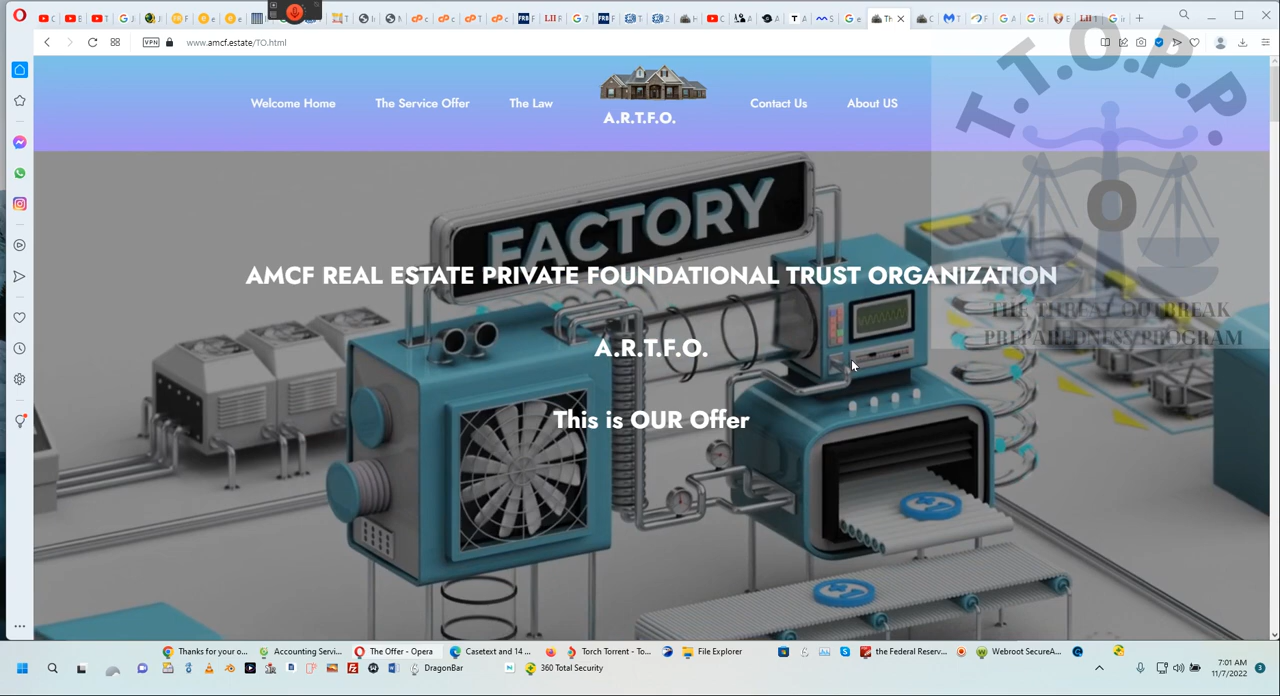 VPN
www.amcf.estate/TO.html
Welcome Home
The Service Offer
The Law
A.R.T.F.O.
Contact Us
About US
T.T.O.P.P.
FACTORY
AMCF REAL ESTATE PRIVATE FOUNDATIONAL TRUST ORGANIZATION
THE THRUST OUTBREAK
PREPAREDNESS PROGRAM
A.R.T.F.O.
This is OUR Offer
Thanks for your o...
Accounting Servi...
The Offer - Opera
Casetext and 14 ...
Torch Torrent - To...
File Explorer
the Federal Reserv...
Webroot SecureA...
DragonBar
360 Total Security
7:01 AM
11/7/2022
3